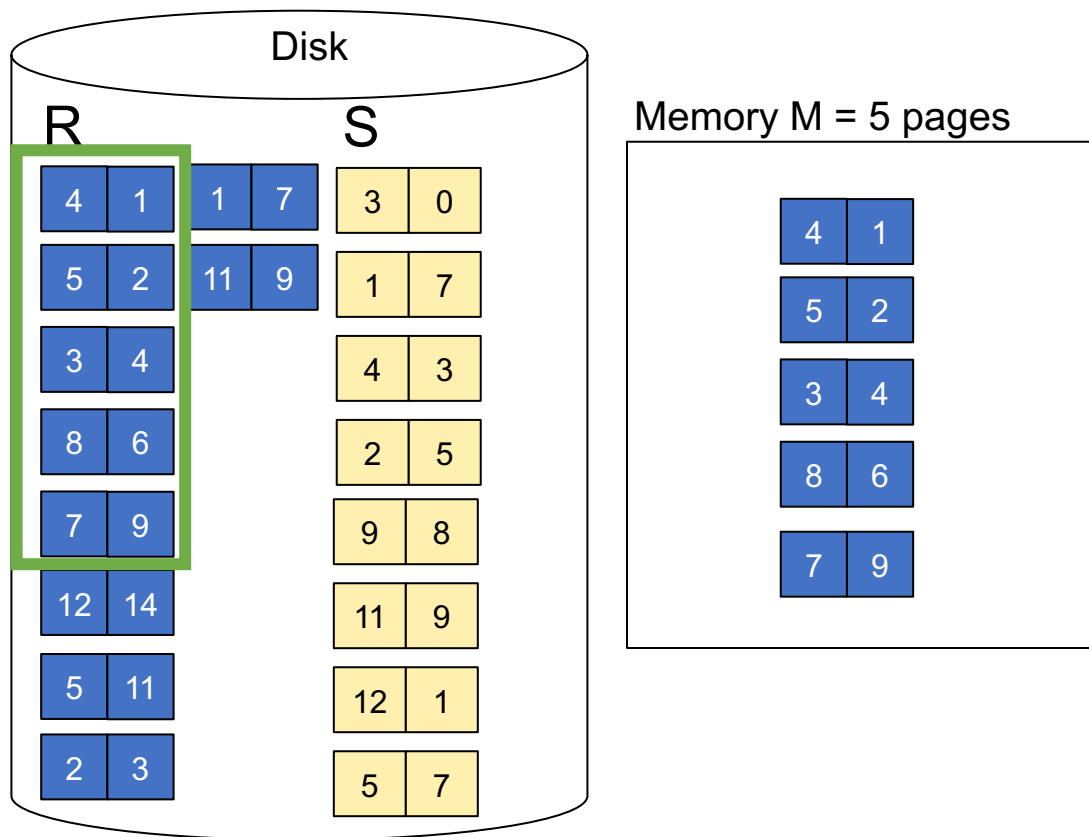 Disk
R S
Memory M = 5 pages
4 1 1 7 3 0
5 2 11 9 1 7
3 4 4 3
8 6 2 5
7 9 9 8
12 14 11 9
5 11 12 1
2 3 5 7
4 1
5 2
3 4
8 6
7 9